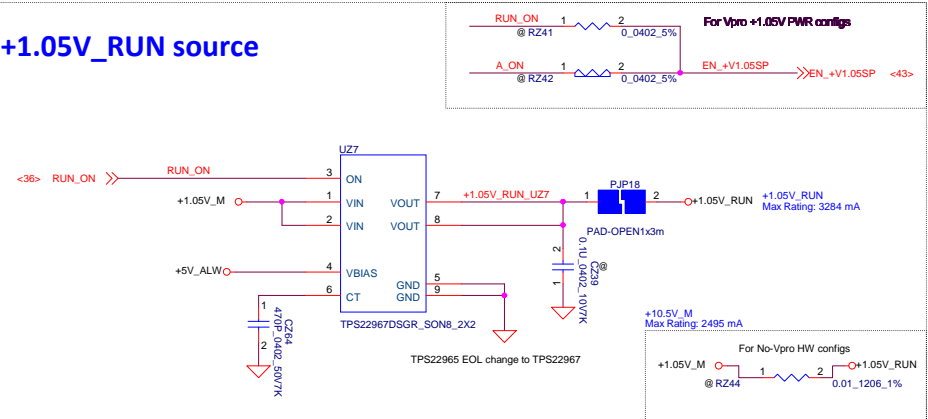 +1.05V_RUN source
For Vpro +1.05V PWR configs
RUN_ON 1 2
@ RZ41 0_0402_5%
A_ON 1 2 EN_+V1.05SP EN_+V1.05SP <43>
@ RZ42 0_0402_5%
UZ7
<36> RUN_ON RUN_ON 3 ON
+1.05V_M 1 VIN VOUT 7 +1.05V_RUN_UZ7
2 VIN VOUT 8
+5V_ALW 4 VBIAS
6 CT
GND 5
GND 9
TPS22967DSGR_SON8_2X2
1 2
CZ64
470P_0402_50V7K
PJP18
1 2 +1.05V_RUN
PAD-OPEN1x3m
+1.05V_RUN
Max Rating: 3284 mA
2 1
CZ39
@
0.1U_0402_10V7K
TPS22965 EOL change to TPS22967
+10.5V_M
Max Rating: 2495 mA
For No-Vpro HW configs
+1.05V_M 1 2 +1.05V_RUN
@ RZ44 0.01_1206_1%